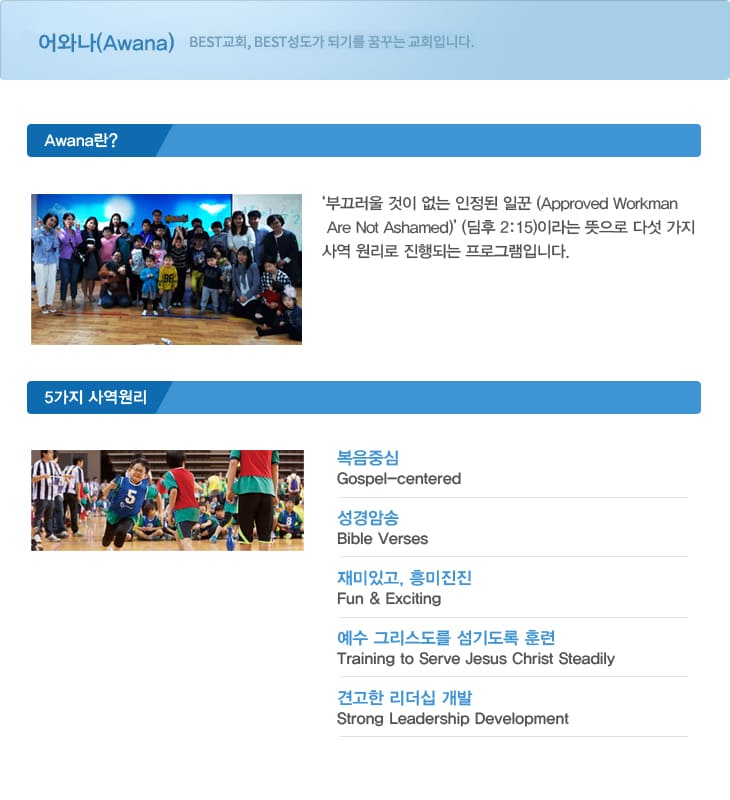 어와나(Awana) BEST교회, BEST성도가 되기를 꿈꾸는 교회입니다.
Awana란?
‘부끄러울 것이 없는 인정된 일꾼 (Approved Workman
Are Not Ashamed)’ (딤후 2:15)이라는 뜻으로 다섯 가지
사역 원리로 진행되는 프로그램입니다.
5가지 사역원리
5
8
복음중심
Gospel-centered
성경암송
Bible Verses
재미있고, 흥미진진
Fun & Exciting
예수 그리스도를 섬기도록 훈련
Training to Serve Jesus Christ Steadily
견고한 리더십 개발
Strong Leadership Development